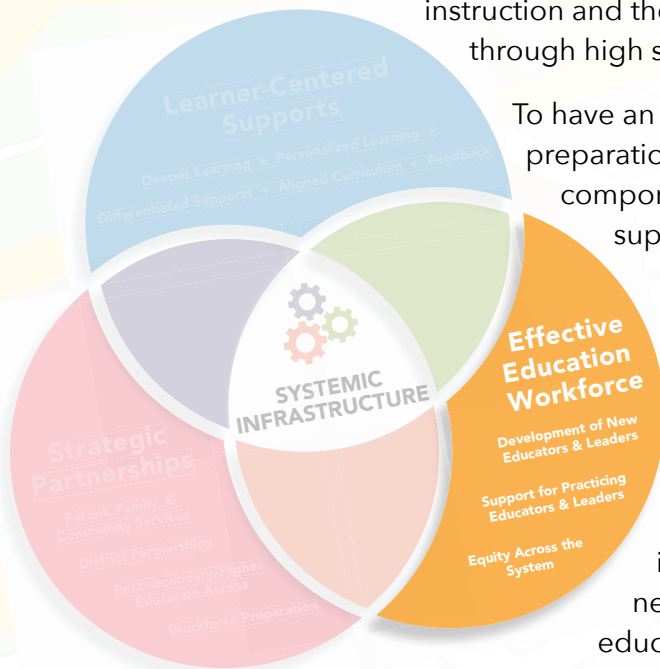 instruction and the
through high s
To have an
preparatio
compor
sup
Learner-Centered
Supports
Deeper Learning + Personalized Learning +
Differentiated Supports + Aligned Curriculum + Feedback
SYSTEMIC
INFRASTRUCTURE
Effective
Education
Workforce
Development of New
Educators & Leaders
Support for Practicing
Educators & Leaders
Equity Across the
System
Strategic
Partnerships
Parent, Family, &
Community Services
District Partnerships
Post-secondary/Higher
Education Access
Workforce Preparation
i
ne
educ